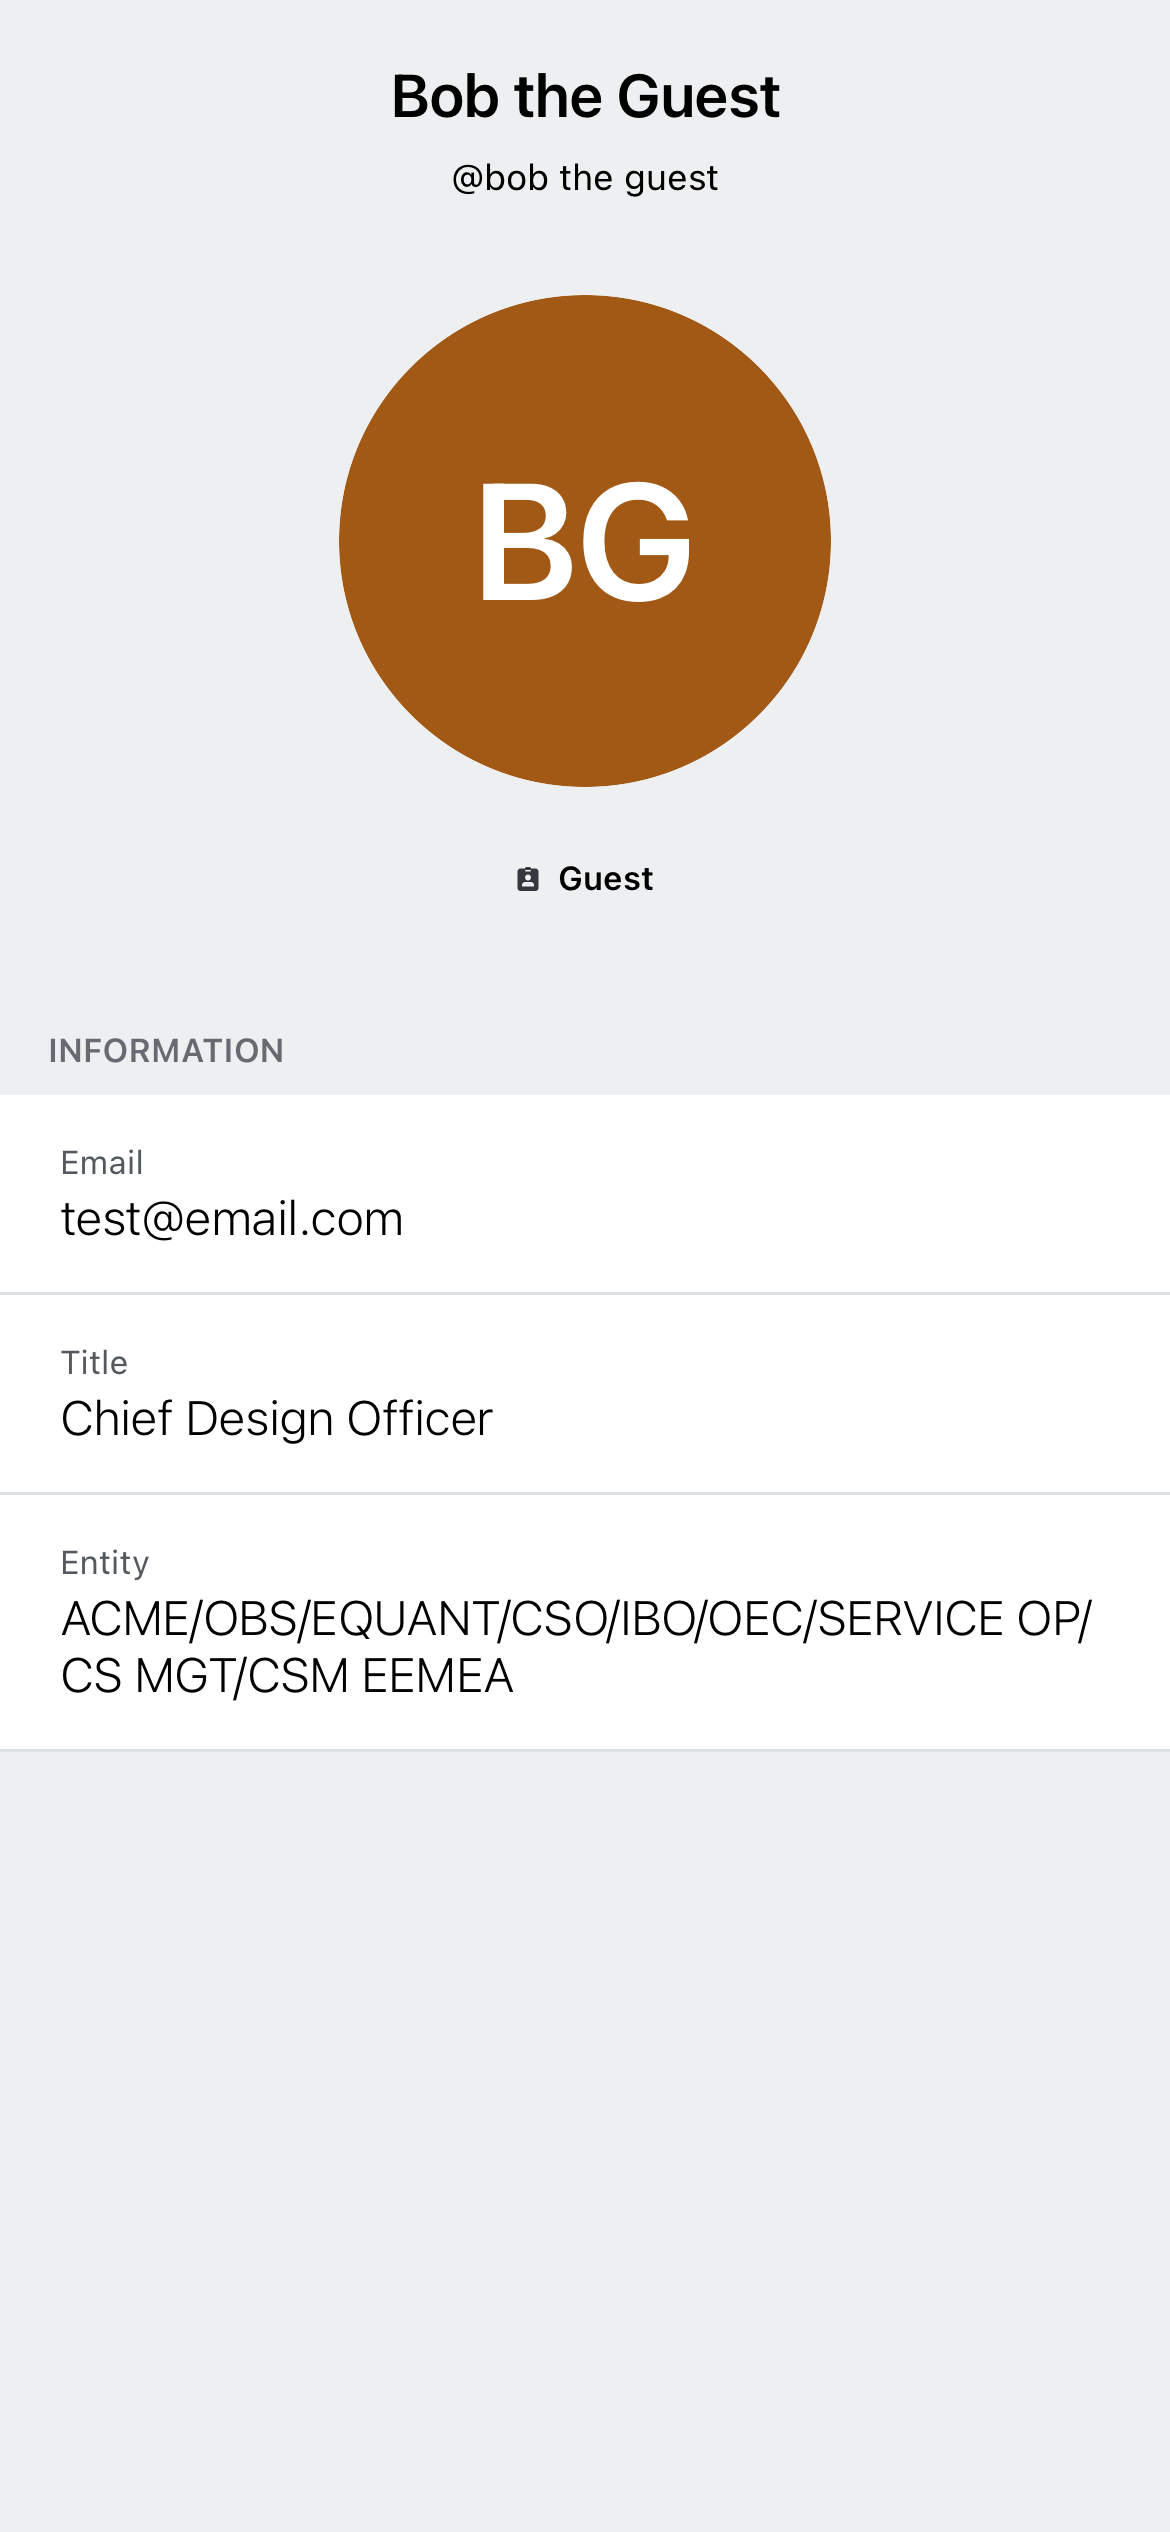 Bob the Guest
@bob the guest
BG
Guest
INFORMATION
Email
test@email.com
Title
Chief Design Officer
Entity
ACME/OBS/EQUANT/CSO/IBO/OEC/SERVICE OP/
CS MGT/CSM EEMEA